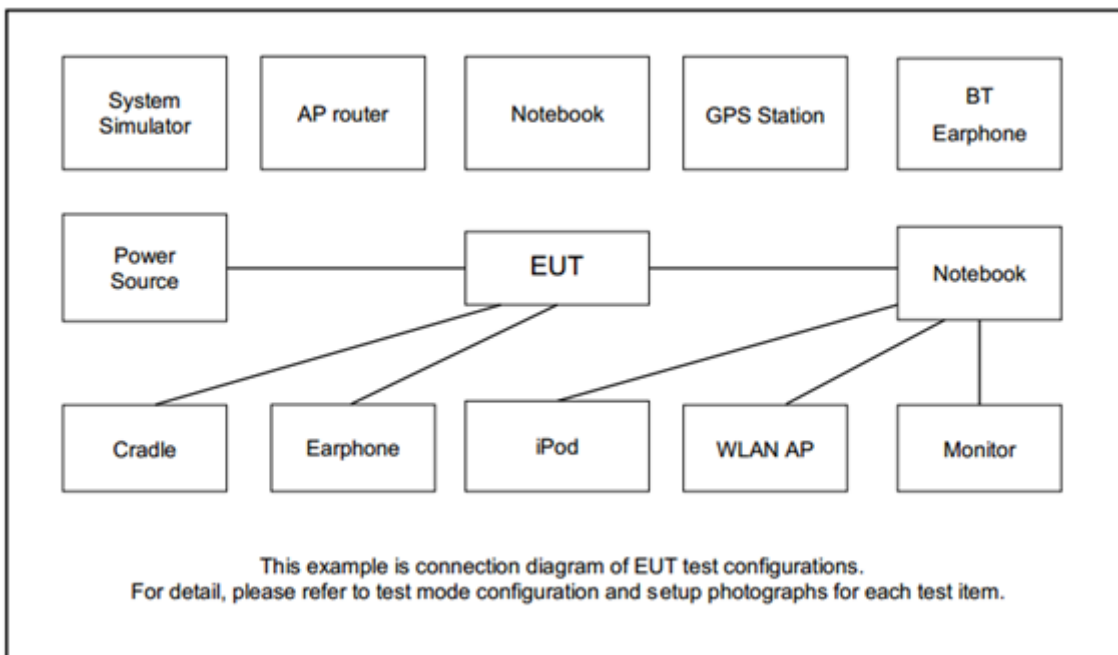 System
Simulator
AP router
Notebook
GPS Station
BT
Earphone
Power
Source
EUT
Notebook
Cradle
Earphone
iPod
WLAN AP
Monitor
This example is connection diagram of EUT test configurations.
For detail, please refer to test mode configuration and setup photographs for each test item.